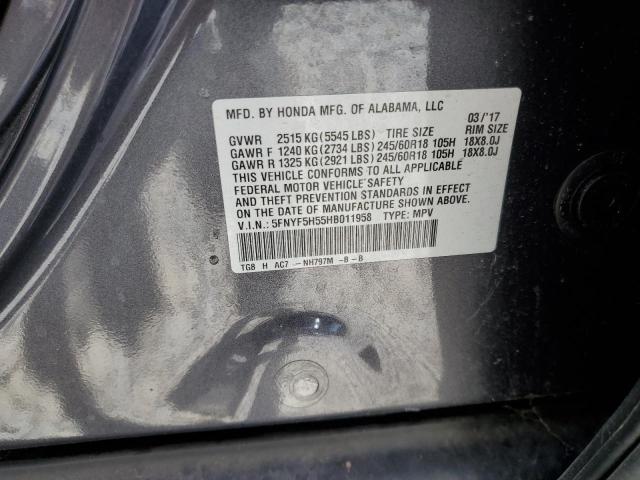 MFD. BY HONDA MFG. OF ALABAMA, LLC 03/'17
GVWR 2515 KG (5545 LBS) TIRE SIZE RIM SIZE
GAWR F 1240 KG (2734 LBS) 245/60R18 105H 18X8.0J
GAWR R 1325 KG (2921 LBS) 245/60R18 105H 18X8.0J
THIS VEHICLE CONFORMS TO ALL APPLICABLE
FEDERAL MOTOR VEHICLE SAFETY
AND THEFT PREVENTION STANDARDS IN EFFECT
ON THE DATE OF MANUFACTURE SHOWN ABOVE.
V.I.N.: 5FNYF5H55HB011958 TYPE: MPV
TG8 H AC7 -NH797M -B-B